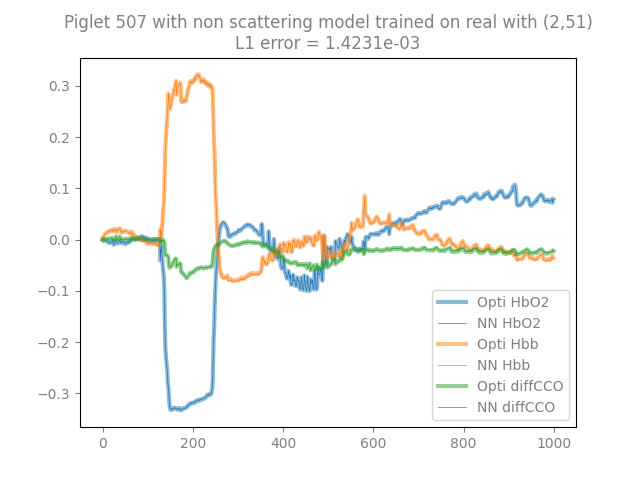 Piglet 507 with non scattering model trained on real with (2,51)
L1 error = 1.4231e-03
0.3
0.2
0.1
0.0
−0.1
−0.2
−0.3
0
200
400
600
800
1000
Opti HbO2
NN HbO2
Opti Hbb
NN Hbb
Opti diffCCO
NN diffCCO